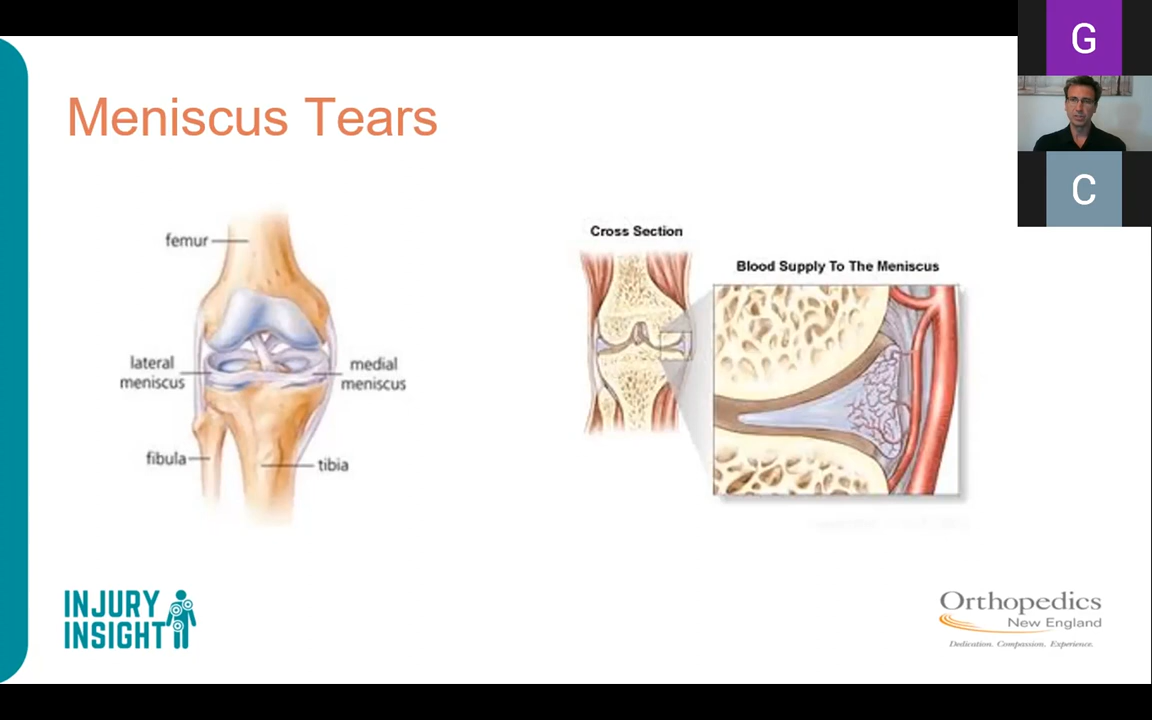 Meniscus Tears
femur
lateral
meniscus
medial
meniscus
fibula
tibia
Cross Section
Blood Supply To The Meniscus
INJURY
INSIGHT
Orthopedics
New England
Dedication. Compassion. Experience.
G
C